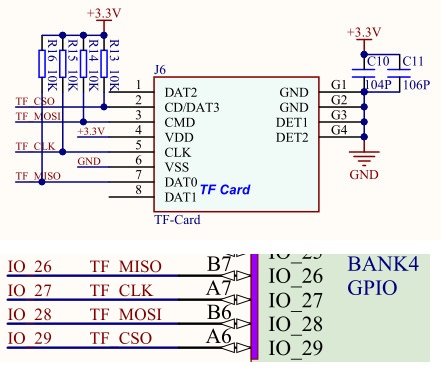 +3.3V
R16 10K
R15 10K
R14 10K
R13 10K
J6
1 DAT2 GND G1
2 CD/DAT3 GND G2
3 CMD DET1 G3
4 VDD DET2 G4
5 CLK
6 VSS
7 DAT0
8 DAT1
TF Card
TF-Card
TF_CSO
TF_MOSI
+3.3V
TF_CLK
GND
TF_MISO
+3.3V
C10 C11
104P 106P
GND
IO_26 TF_MISO B7 IO_26
IO_27 TF_CLK A7 IO_27
IO_28 TF_MOSI B6 IO_28
IO_29 TF_CSO A6 IO_29
BANK4
GPIO